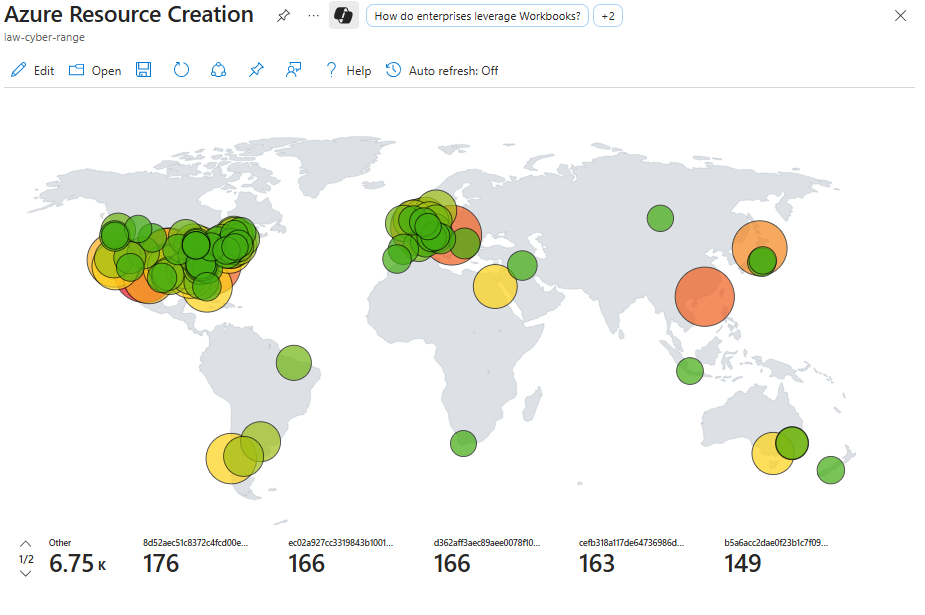 Azure Resource Creation
... How do enterprises leverage Workbooks? +2
law-cyber-range
Edit Open Help Auto refresh: Off
Other 8d52aec51c8372c4fcd00e... ec02a927cc3319843b1001... d362aff3aec89aee0078f10... cefb318a117de64736986d... b5a6acc2dae0f23b1c7f09...
1/2 6.75 K 176 166 166 163 149